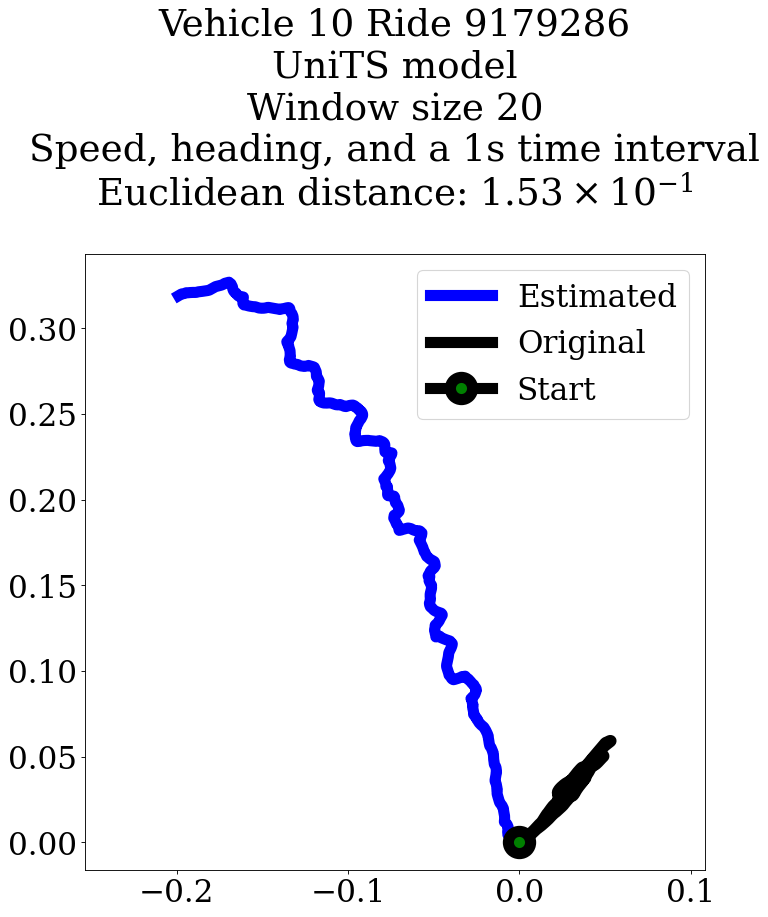 Vehicle 10 Ride 9179286
UniTS model
Window size 20
Speed, heading, and a 1s time interval
Euclidean distance: 1.53 × 10⁻¹
Estimated
Original
Start
0.30
0.25
0.20
0.15
0.10
0.05
0.00
−0.2 −0.1 0.0 0.1